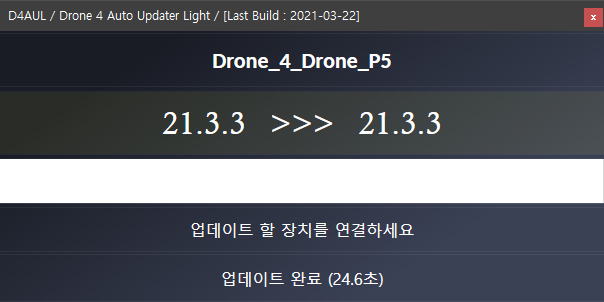 D4AUL / Drone 4 Auto Updater Light / [Last Build : 2021-03-22]
x
Drone_4_Drone_P5
21.3.3 >>> 21.3.3
업데이트 할 장치를 연결하세요
업데이트 완료 (24.6초)